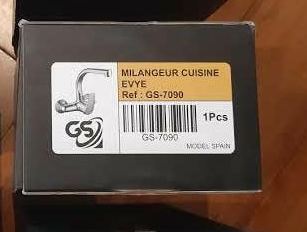 MILANGEUR CUISINE
EVYE
Ref : GS-7090
1Pcs
GS
GS-7090
MODEL SPAIN